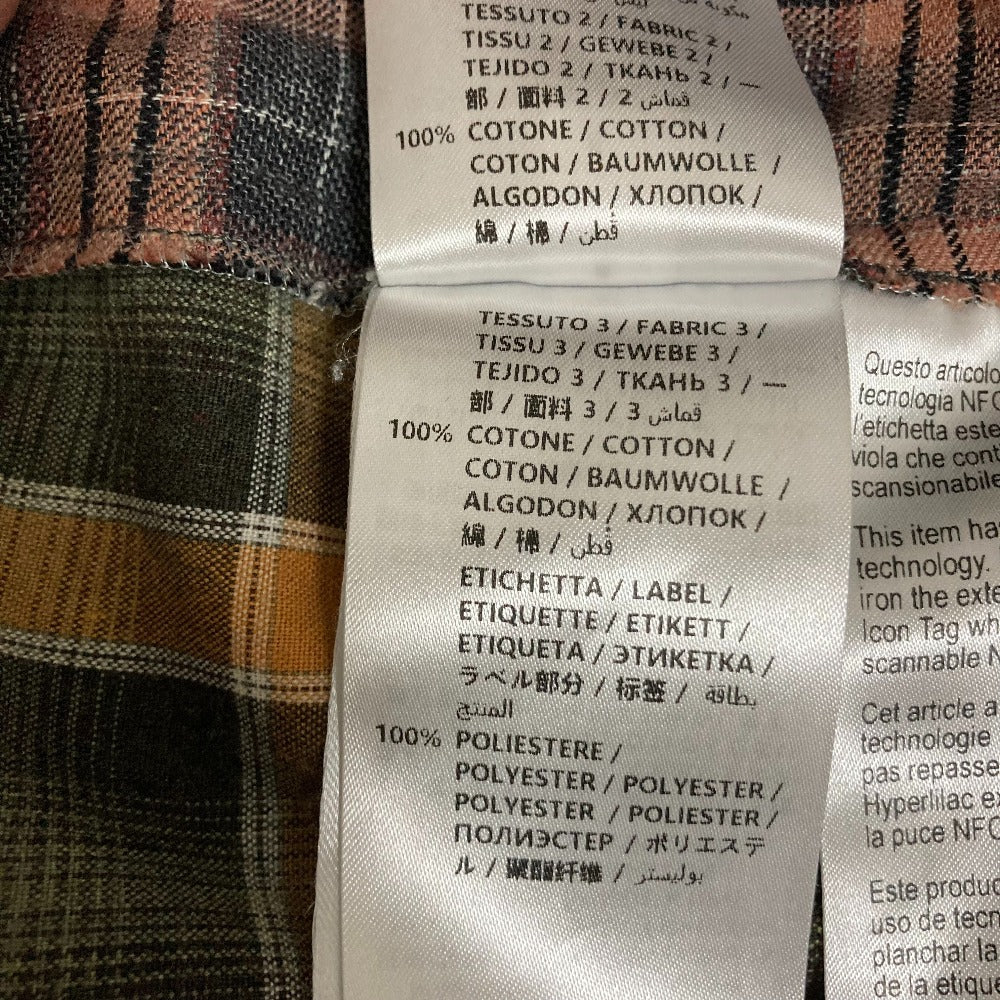 TESSUTO 2 / FABRIC 2 /
TISSU 2 / GEWEBE 2 /
TEJIDO 2 / ТКАНЬ 2 / —
部 / 面料 2 / 2 قماش
100% COTONE / COTTON /
COTON / BAUMWOLLE /
ALGODON / ХЛОПОК /
綿 / 棉 / قطن
TESSUTO 3 / FABRIC 3 /
TISSU 3 / GEWEBE 3 /
TEJIDO 3 / ТКАНЬ 3 / —
部 / 面料 3 / 3 قماش
100% COTONE / COTTON /
COTON / BAUMWOLLE /
ALGODON / ХЛОПОК /
綿 / 棉 / قطن
ETICHETTA / LABEL /
ETIQUETTE / ETIKETT /
ETIQUETA / ЭТИКЕТКА /
ラベル部分 / 标签 / بطاقة
المنتج
100% POLIESTERE /
POLYESTER / POLYESTER /
POLYESTER / POLIESTER /
ПОЛИЭСТЕР / ポリエステ
ル / 聚酯纤维 / بوليستر
Questo articolo
tecnologia NFC
l'etichetta este
viola che cont
scansionabile
This item ha
technology.
iron the exte
Icon Tag wh
scannable N
Cet article a
technologie
pas repasse
Hyperlilac ex
la puce NFC
Este produc
uso de tecn
planchar la
de la etique